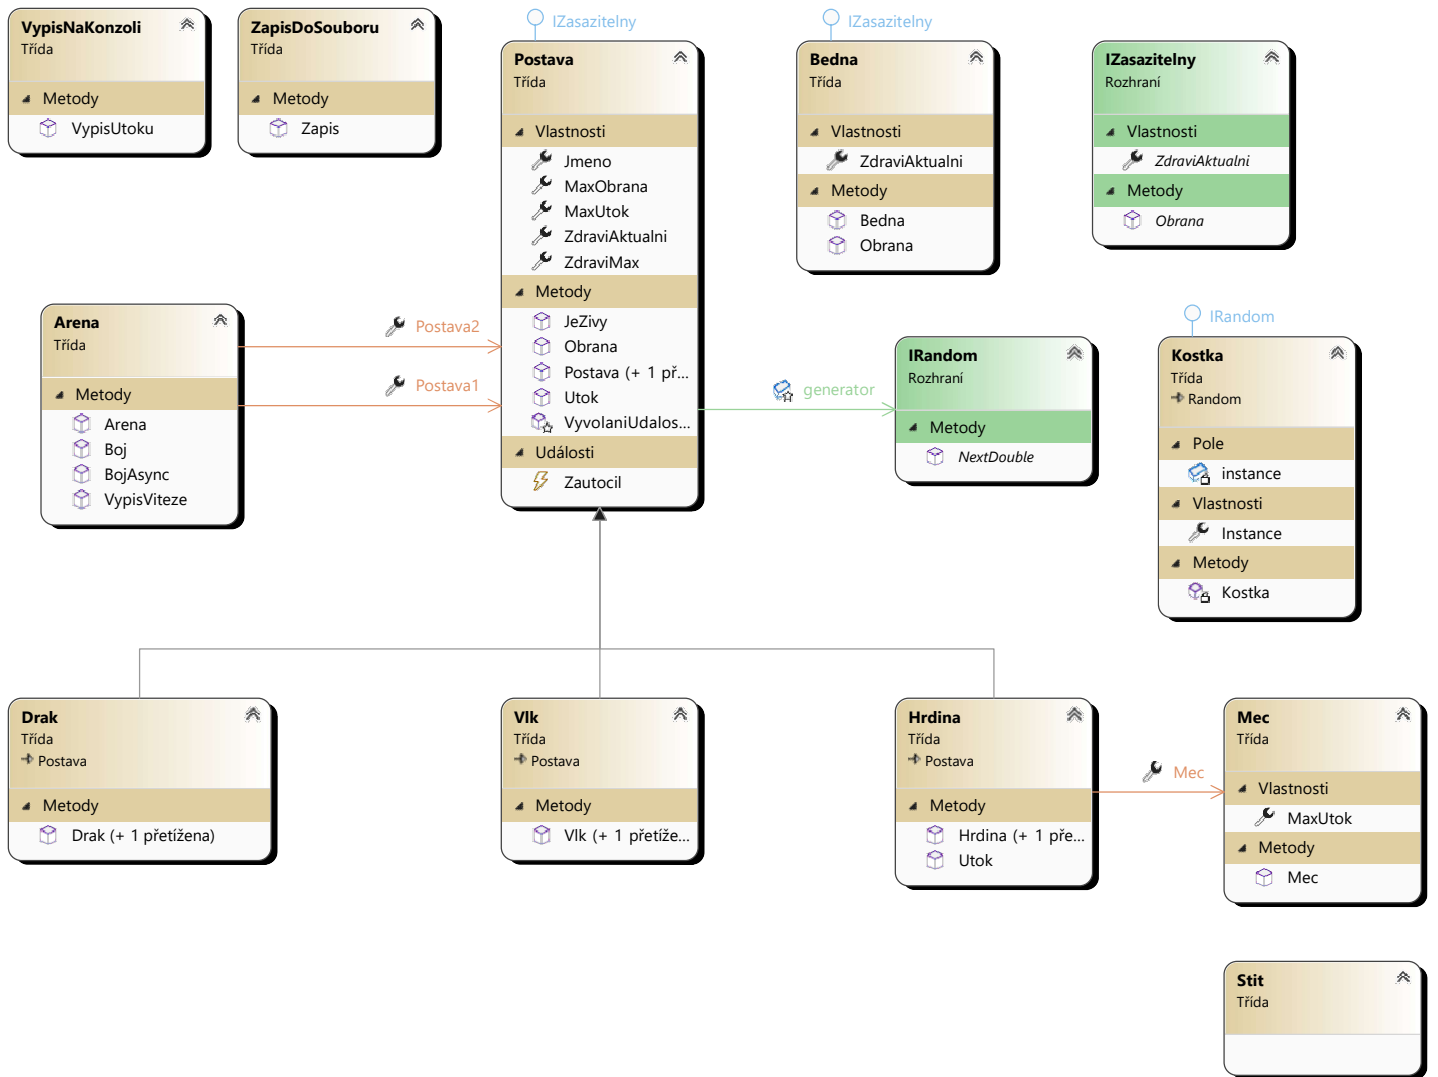 VypisNaKonzoli
Třída
Metody
VypisUtoku
ZapisDoSouboru
Třída
Metody
Zapis
IZasazitelny
Postava
Třída
Vlastnosti
Jmeno
MaxObrana
MaxUtok
ZdraviAktualni
ZdraviMax
Metody
JeZivy
Obrana
Postava (+ 1 př...
Utok
VyvolaniUdalos...
Události
Zautocil
IZasazitelny
Bedna
Třída
Vlastnosti
ZdraviAktualni
Metody
Bedna
Obrana
IZasazitelny
Rozhraní
Vlastnosti
ZdraviAktualni
Metody
Obrana
Arena
Třída
Metody
Arena
Boj
BojAsync
VypisViteze
Postava2
Postava1
generator
IRandom
Rozhraní
Metody
NextDouble
IRandom
Kostka
Třída
Random
Pole
instance
Vlastnosti
Instance
Metody
Kostka
Drak
Třída
Postava
Metody
Drak (+ 1 přetížena)
Vlk
Třída
Postava
Metody
Vlk (+ 1 přetíže...
Hrdina
Třída
Postava
Metody
Hrdina (+ 1 pře...
Utok
Mec
Mec
Třída
Vlastnosti
MaxUtok
Metody
Mec
Stit
Třída